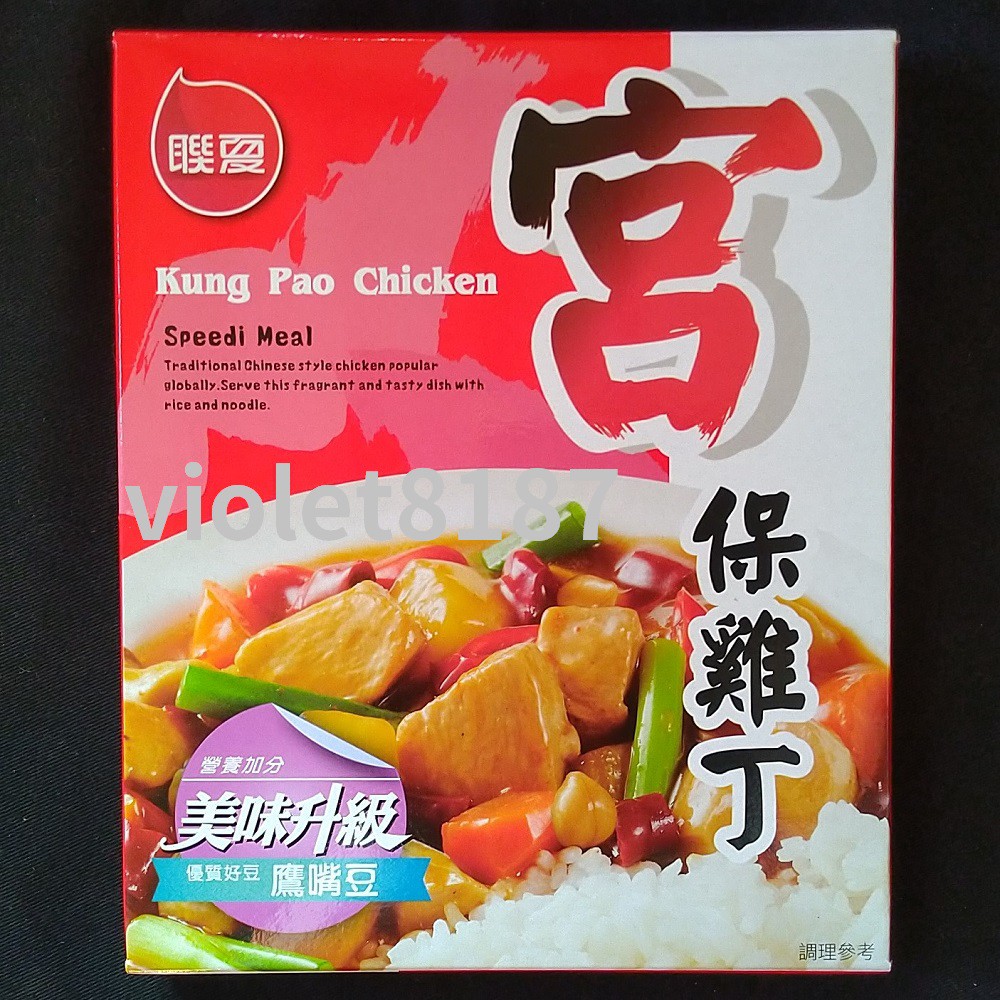 聯夏
宮保雞丁
Kung Pao Chicken
Speedi Meal
Traditional Chinese style chicken popular
globally.Serve this fragrant and tasty dish with
rice and noodle.
violet8187
營養加分
美味升級
優質好豆 鷹嘴豆
調理參考